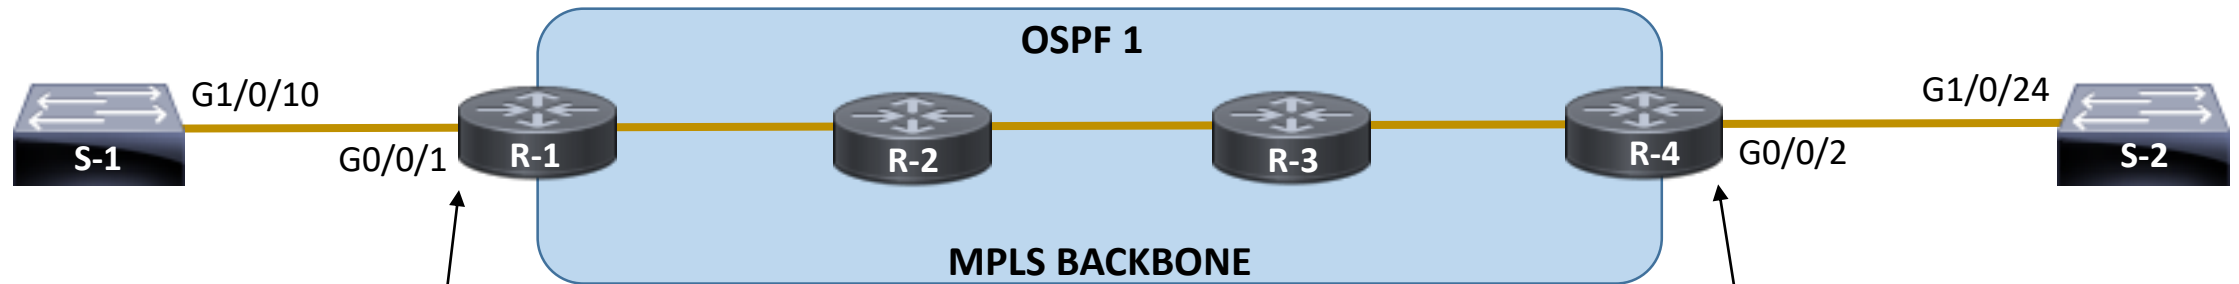 OSPF 1
G1/0/10
G1/0/24
S-1
G0/0/1
R-1
R-2
R-3
R-4
G0/0/2
S-2
MPLS BACKBONE